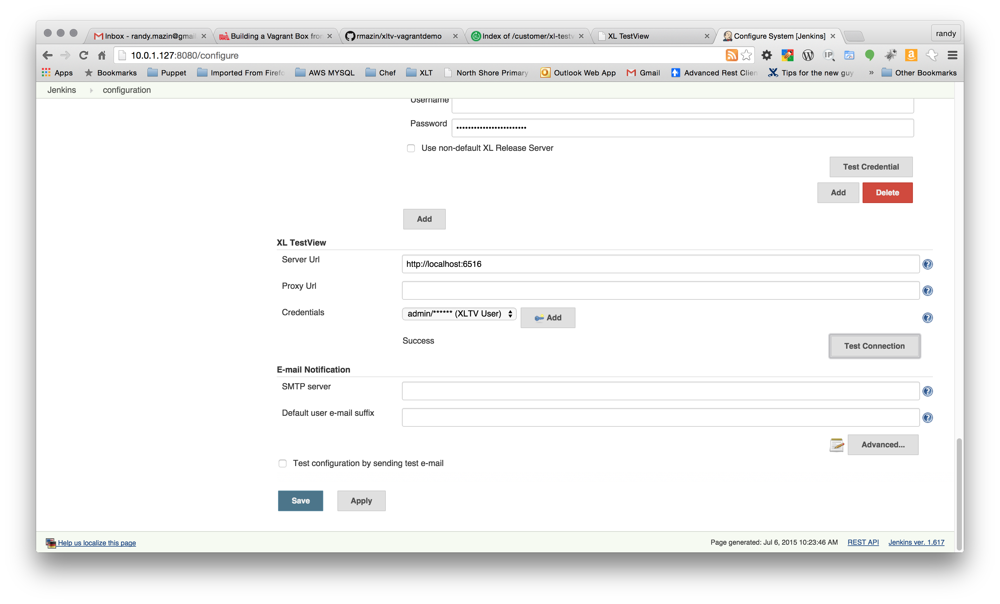 Inbox - randy.mazin@gmail
Building a Vagrant Box from
rmazin/xltv-vagrantdemo
Index of /customer/xl-testv
XL TestView
Configure System [Jenkins]
randy
10.0.1.127:8080/configure
Apps
Bookmarks
Puppet
Imported From Firefo
AWS MYSQL
Chef
XLT
North Shore Primary
Outlook Web App
Gmail
Advanced Rest Clien
Tips for the new guy
»
Other Bookmarks
Jenkins
configuration
Username
Password
•••••••••••••••••••••••••
Use non-default XL Release Server
Test Credential
Add
Delete
Add
XL TestView
Server Url
http://localhost:6516
Proxy Url
Credentials
admin/****** (XLTV User)
Add
Success
Test Connection
E-mail Notification
SMTP server
Default user e-mail suffix
Advanced...
Test configuration by sending test e-mail
Save
Apply
Help us localize this page
Page generated: Jul 6, 2015 10:23:46 AM
REST API
Jenkins ver. 1.617